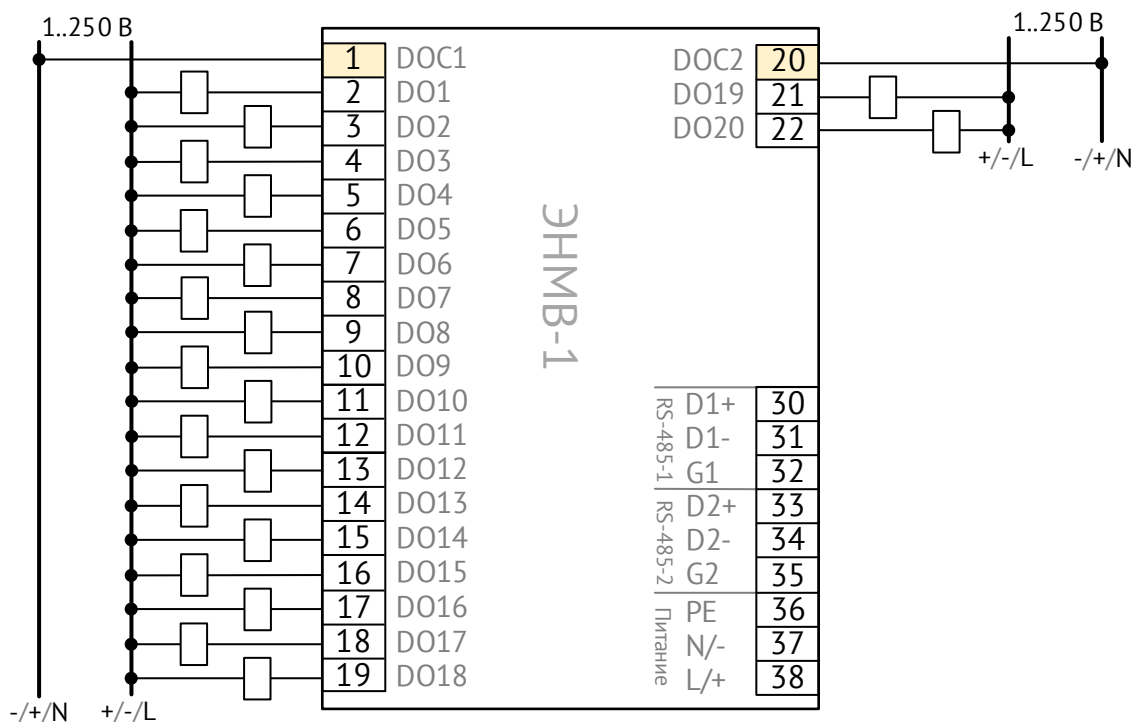 1..250 В
1 DOC1
2 DO1
3 DO2
4 DO3
5 DO4
6 DO5
7 DO6
8 DO7
9 DO8
10 DO9
11 DO10
12 DO11
13 DO12
14 DO13
15 DO14
16 DO15
17 DO16
18 DO17
19 DO18
-/+/N +/-/L
ЭНМВ-1
1..250 В
DOC2 20
DO19 21
DO20 22
+/-/L -/+/N
RS-485-1
D1+ 30
D1- 31
G1 32
RS-485-2
D2+ 33
D2- 34
G2 35
Питание
PE 36
N/- 37
L/+ 38